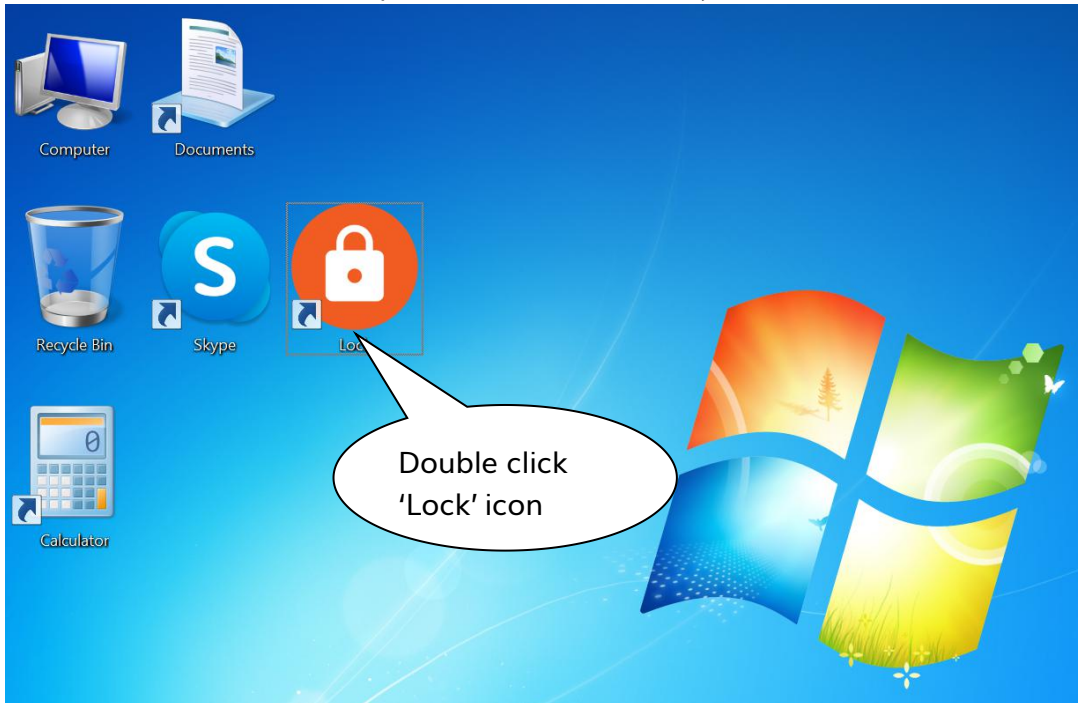 Computer
Documents
Recycle Bin
S
Skype
0
Calculator
Double click
‘Lock’ icon